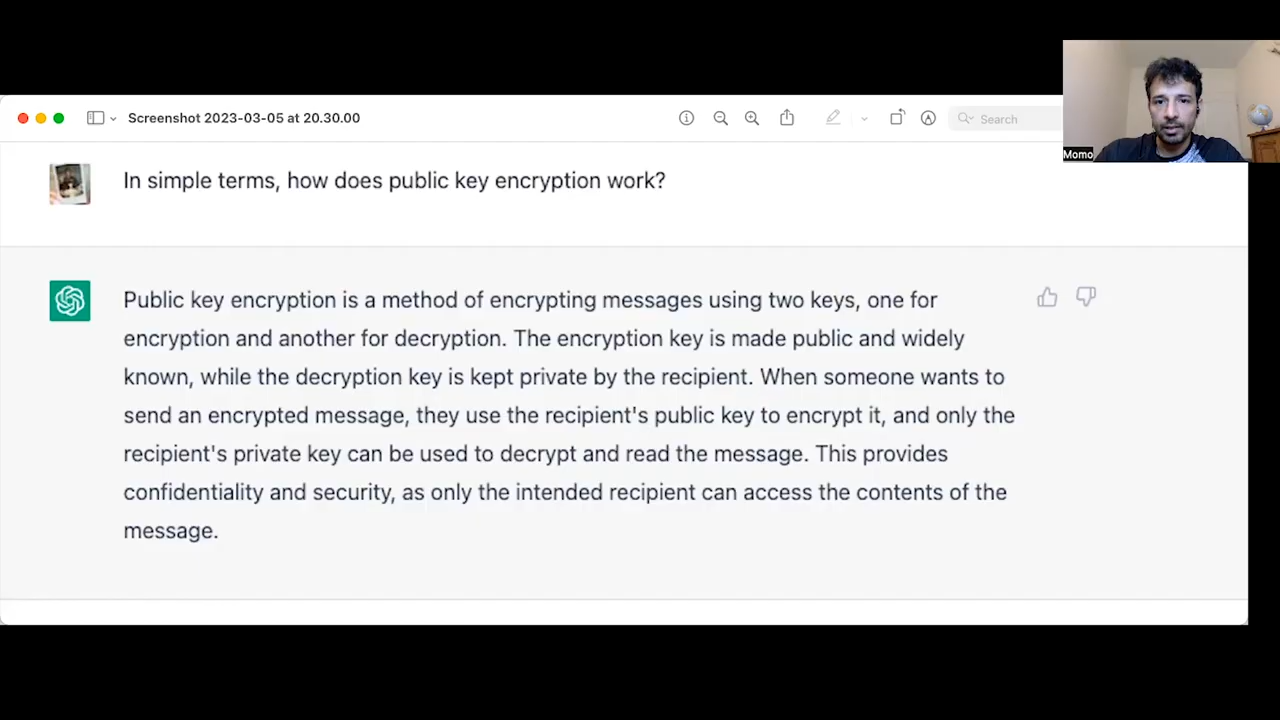 Screenshot 2023-03-05 at 20.30.00
Search
Momo
In simple terms, how does public key encryption work?
Public key encryption is a method of encrypting messages using two keys, one for
encryption and another for decryption. The encryption key is made public and widely
known, while the decryption key is kept private by the recipient. When someone wants to
send an encrypted message, they use the recipient's public key to encrypt it, and only the
recipient's private key can be used to decrypt and read the message. This provides
confidentiality and security, as only the intended recipient can access the contents of the
message.